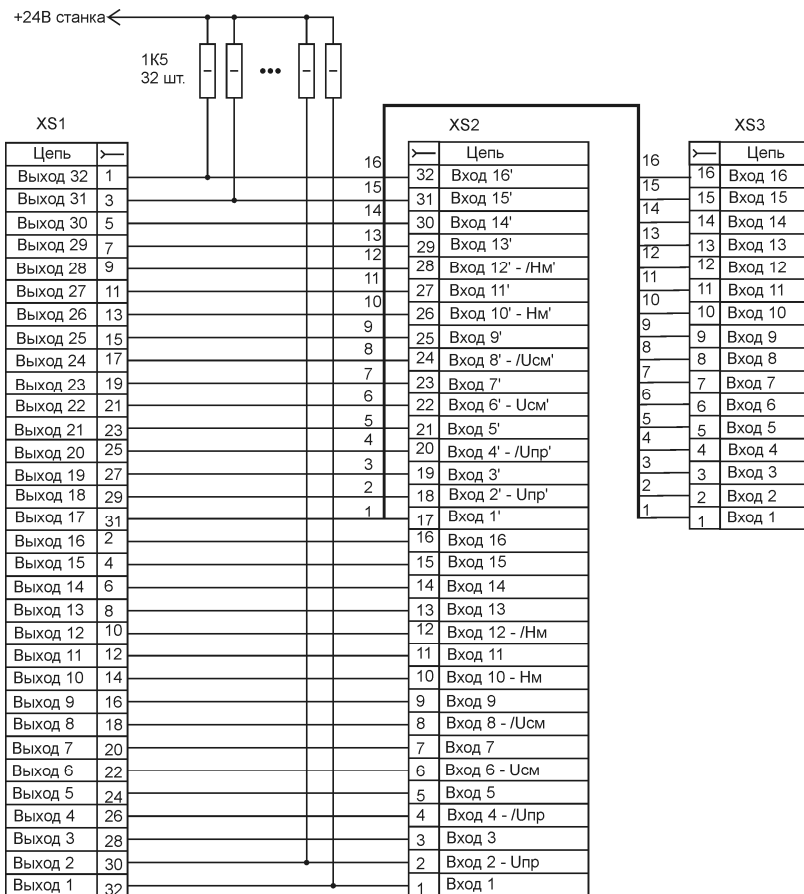 +24В станка
1К5
32 шт.
XS1
Цепь
Выход 32 1
Выход 31 3
Выход 30 5
Выход 29 7
Выход 28 9
Выход 27 11
Выход 26 13
Выход 25 15
Выход 24 17
Выход 23 19
Выход 22 21
Выход 21 23
Выход 20 25
Выход 19 27
Выход 18 29
Выход 17 31
Выход 16 2
Выход 15 4
Выход 14 6
Выход 13 8
Выход 12 10
Выход 11 12
Выход 10 14
Выход 9 16
Выход 8 18
Выход 7 20
Выход 6 22
Выход 5 24
Выход 4 26
Выход 3 28
Выход 2 30
Выход 1 32
16
15
14
13
12
11
10
9
8
7
6
5
4
3
2
1
XS2
Цепь
32 Вход 16'
31 Вход 15'
30 Вход 14'
29 Вход 13'
28 Вход 12' - /Нм'
27 Вход 11'
26 Вход 10' - Нм'
25 Вход 9'
24 Вход 8' - /Uсм'
23 Вход 7'
22 Вход 6' - Uсм'
21 Вход 5'
20 Вход 4' - /Uпр'
19 Вход 3'
18 Вход 2' - Uпр'
17 Вход 1'
16 Вход 16
15 Вход 15
14 Вход 14
13 Вход 13
12 Вход 12 - /Нм
11 Вход 11
10 Вход 10 - Нм
9 Вход 9
8 Вход 8 - /Uсм
7 Вход 7
6 Вход 6 - Uсм
5 Вход 5
4 Вход 4 - /Uпр
3 Вход 3
2 Вход 2 - Uпр
1 Вход 1
16
15
14
13
12
11
10
9
8
7
6
5
4
3
2
1
XS3
Цепь
16 Вход 16
15 Вход 15
14 Вход 14
13 Вход 13
12 Вход 12
11 Вход 11
10 Вход 10
9 Вход 9
8 Вход 8
7 Вход 7
6 Вход 6
5 Вход 5
4 Вход 4
3 Вход 3
2 Вход 2
1 Вход 1